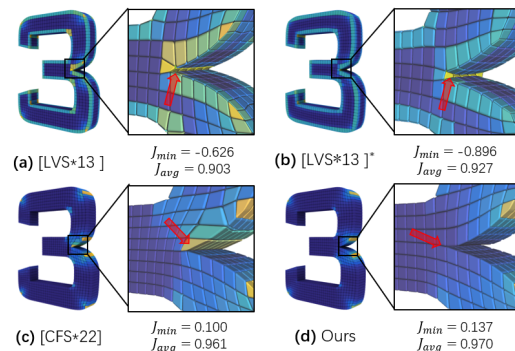 (a) [LVS*13 ]
J_min = -0.626
J_avg = 0.903
(b) [LVS*13 ]*
J_min = -0.896
J_avg = 0.927
(c) [CFS*22]
J_min = 0.100
J_avg = 0.961
(d) Ours
J_min = 0.137
J_avg = 0.970